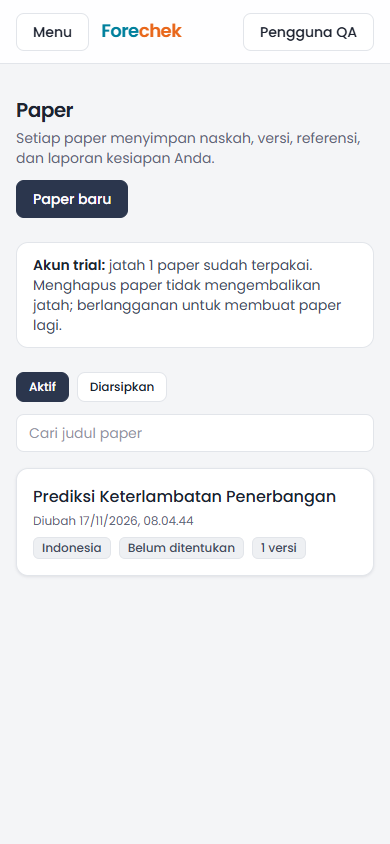 Menu
Forechek
Pengguna QA
Paper
Setiap paper menyimpan naskah, versi, referensi,
dan laporan kesiapan Anda.
Paper baru
Akun trial: jatah 1 paper sudah terpakai.
Menghapus paper tidak mengembalikan
jatah; berlangganan untuk membuat paper
lagi.
Aktif
Diarsipkan
Cari judul paper
Prediksi Keterlambatan Penerbangan
Diubah 17/11/2026, 08.04.44
Indonesia
Belum ditentukan
1 versi